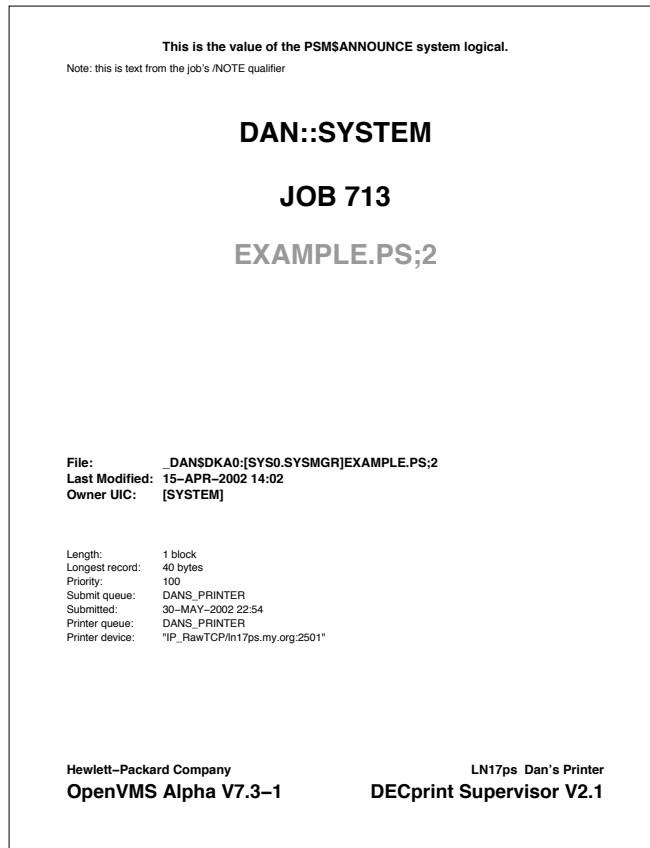 This is the value of the PSM$ANNOUNCE system logical.
Note: this is text from the job's /NOTE qualifier
DAN::SYSTEM
JOB 713
EXAMPLE.PS;2
File: _DAN$DKA0:[SYS0.SYSMGR]EXAMPLE.PS;2
Last Modified: 15−APR−2002 14:02
Owner UIC: [SYSTEM]
Length: 1 block
Longest record: 40 bytes
Priority: 100
Submit queue: DANS_PRINTER
Submitted: 30−MAY−2002 22:54
Printer queue: DANS_PRINTER
Printer device: "IP_RawTCP/ln17ps.my.org:2501"
Hewlett−Packard Company LN17ps Dan's Printer
OpenVMS Alpha V7.3−1 DECprint Supervisor V2.1